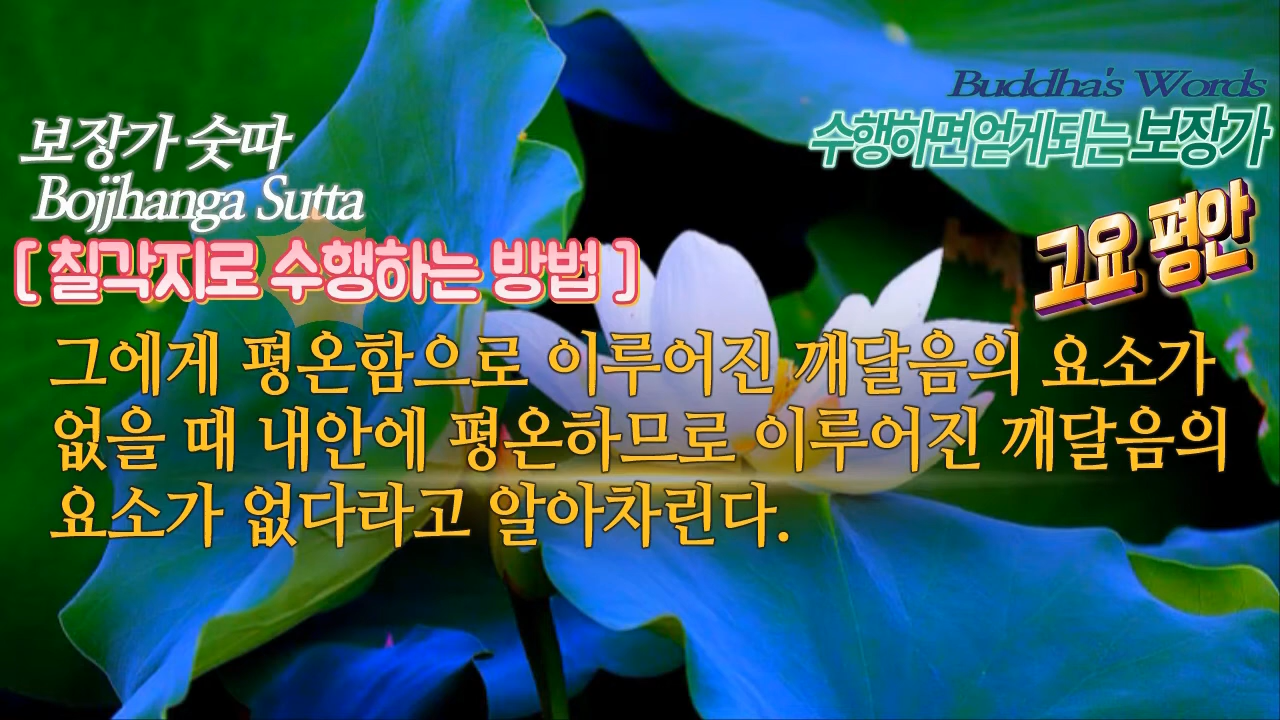 Buddha's Words
보장가 숫따
수행하면 얻게되는 보장가
Bojjhanga Sutta
고요 평안
[ 칠각지로 수행하는 방법 ]
그에게 평온함으로 이루어진 깨달음의 요소가
없을 때 내안에 평온하므로 이루어진 깨달음의
요소가 없다라고 알아차린다.